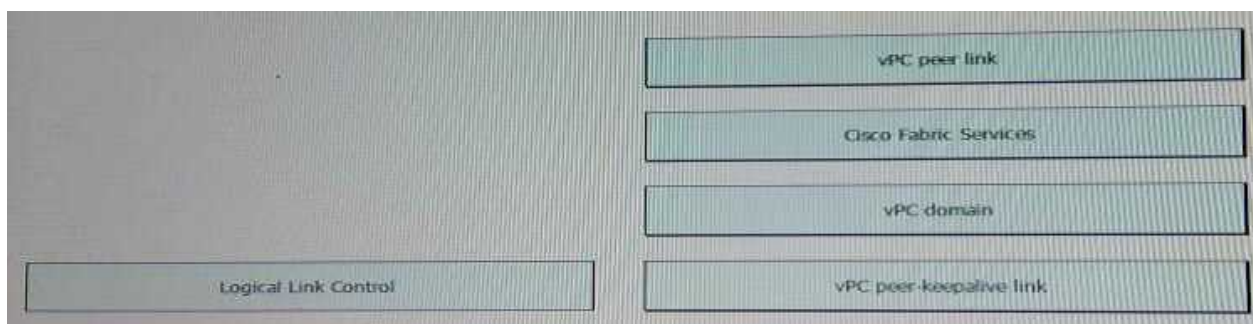 vPC peer link
Cisco Fabric Services
vPC domain
Logical Link Control
vPC peer-keepalive link